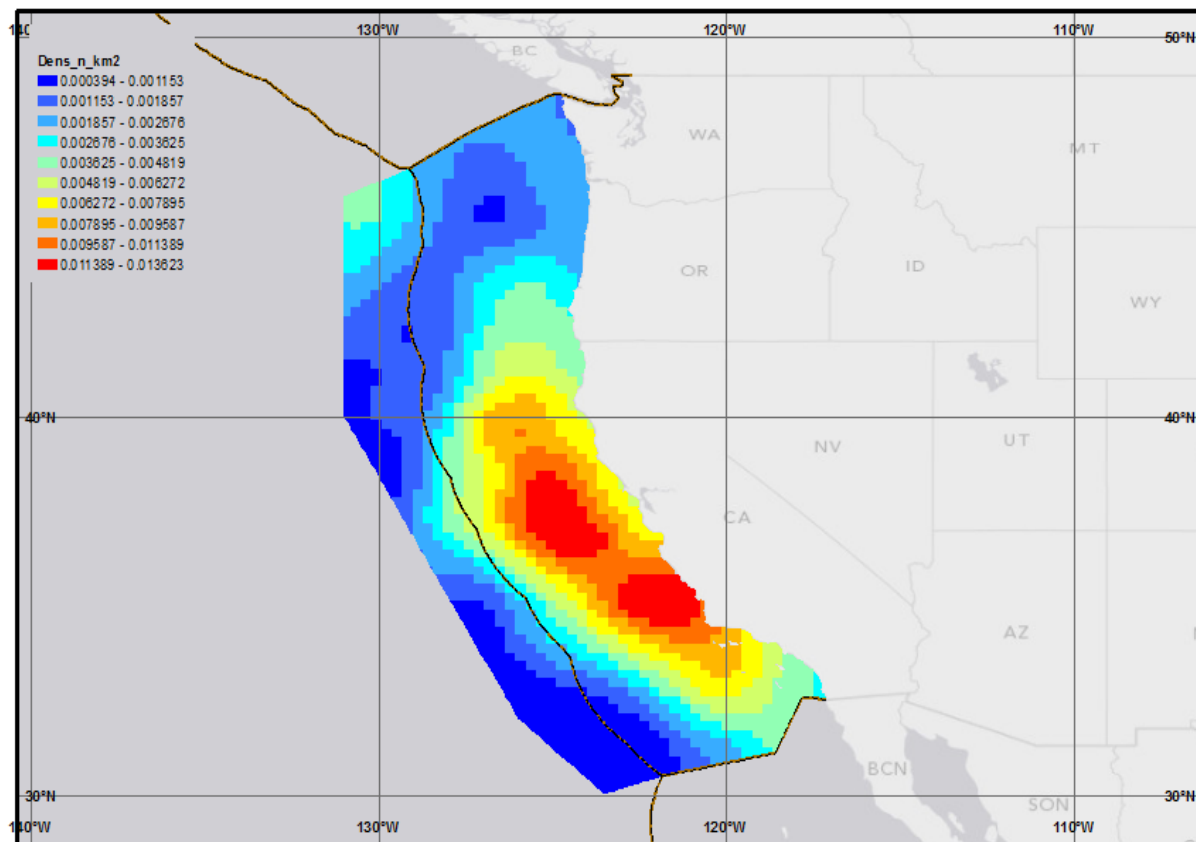 140° 130°W 120°W 110°W 50°N
Dens_n_km2
0.000394 - 0.001153
0.001153 - 0.001857
0.001857 - 0.002676
0.002676 - 0.003625
0.003625 - 0.004819
0.004819 - 0.006272
0.006272 - 0.007895
0.007895 - 0.009587
0.009587 - 0.011389
0.011389 - 0.013623
BC
WA
MT
OR
ID
WY
40°N 40°N
NV
UT
CA
AZ
BCN
SON
30°N 30°N
140°W 130°W 120°W 110°W